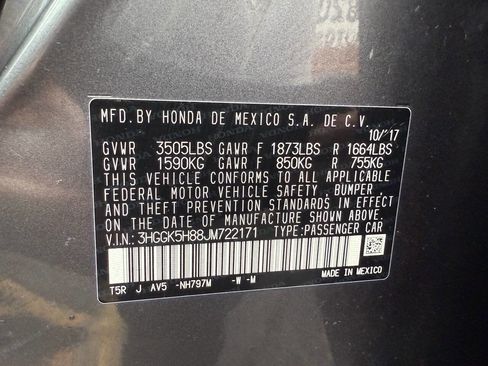 MFD.BY HONDA DE MEXICO S.A. DE C.V.
10/'17
GVWR 3505LBS GAWR F 1873LBS R 1664LBS
GVWR 1590KG GAWR F 850KG R 755KG
THIS VEHICLE CONFORMS TO ALL APPLICABLE
FEDERAL MOTOR VEHICLE SAFETY, BUMPER,
AND THEFT PREVENTION STANDARDS IN EFFECT
ON THE DATE OF MANUFACTURE SHOWN ABOVE.
V.I.N: 3HGGK5H88JM722171 TYPE:PASSENGER CAR
T5R J AV5 -NH797M -W -M
MADE IN MEXICO